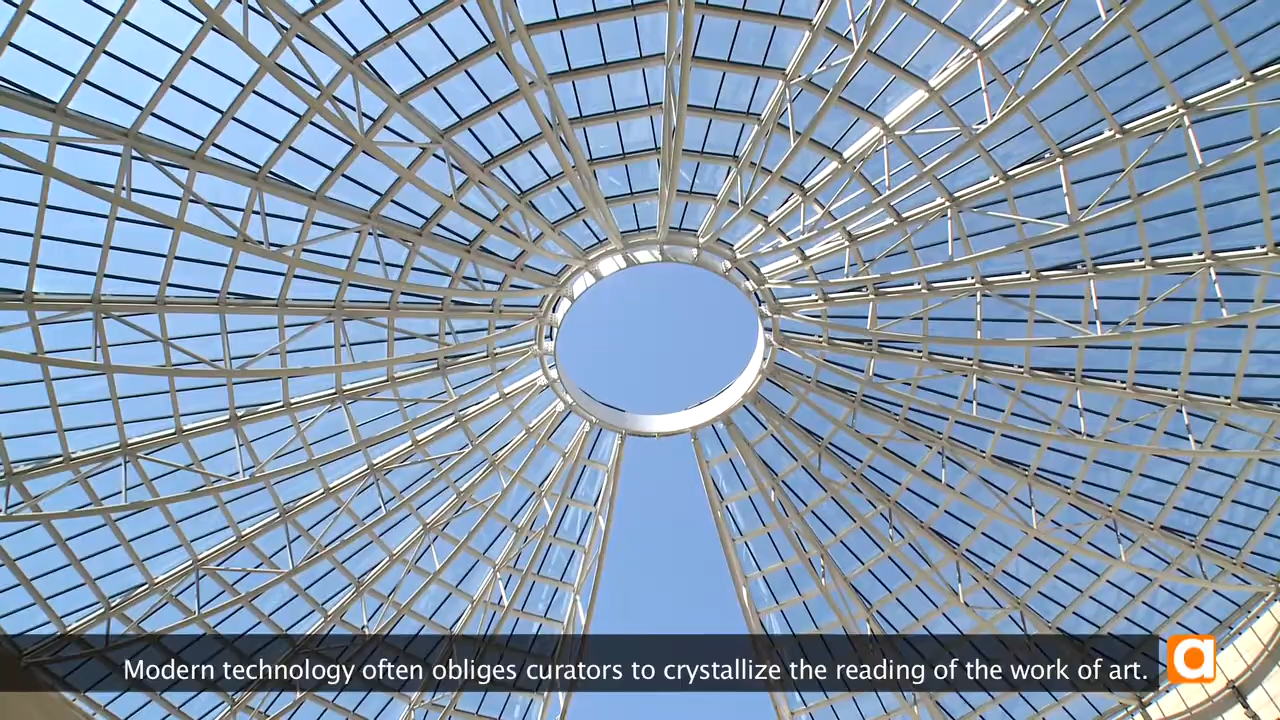 Modern technology often obliges curators to crystallize the reading of the work of art.
a